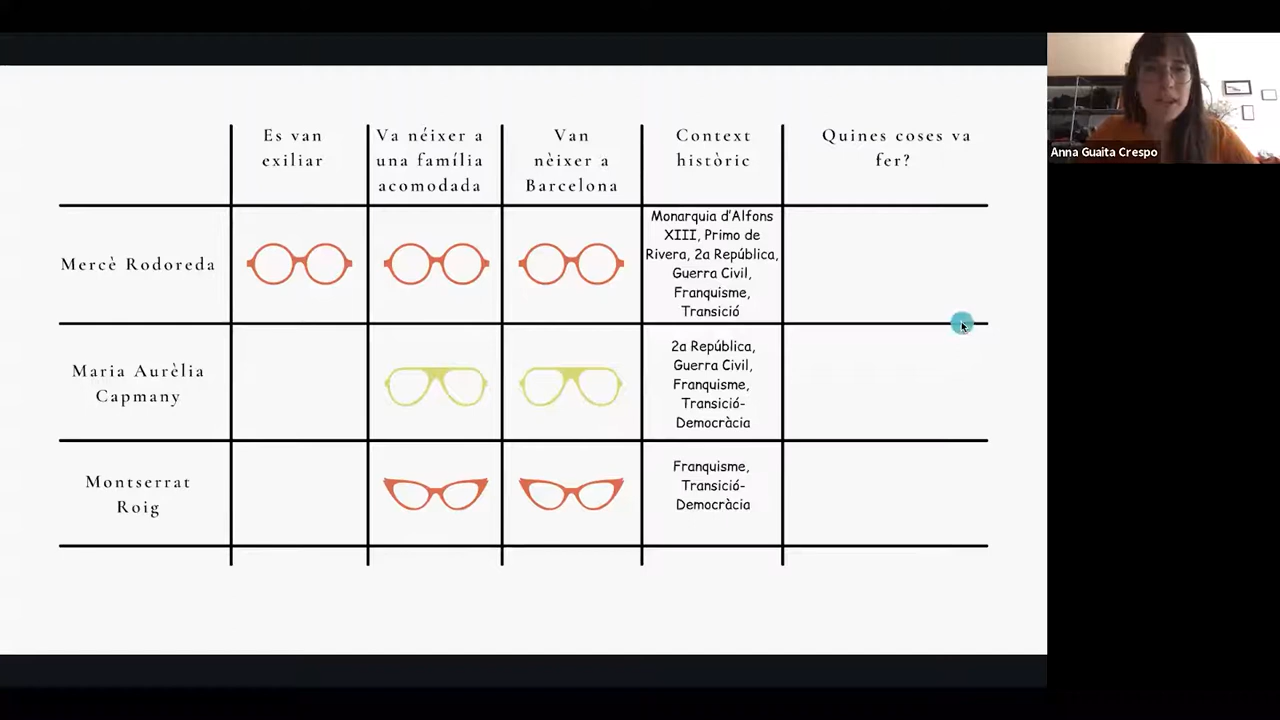 Es van
exiliar
Va néixer a
una família
acomodada
Van
nèixer a
Barcelona
Context
històric
Quines coses va
fer?
Mercè Rodoreda
Monarquia d'Alfons
XIII, Primo de
Rivera, 2a República,
Guerra Civil,
Franquisme,
Transició
Maria Aurèlia
Capmany
2a República,
Guerra Civil,
Franquisme,
Transició-
Democràcia
Montserrat
Roig
Franquisme,
Transició-
Democràcia
Anna Guaita Crespo